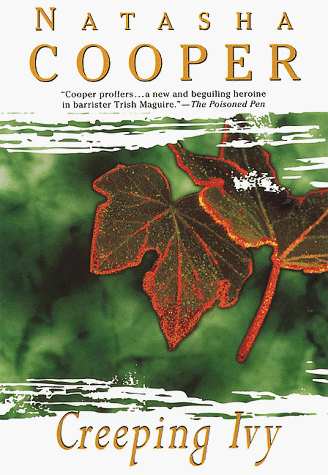 NATASHA
COOPER
"Cooper proffers...a new and beguiling heroine
in barrister Trish Maguire."—The Poisoned Pen
Creeping Ivy